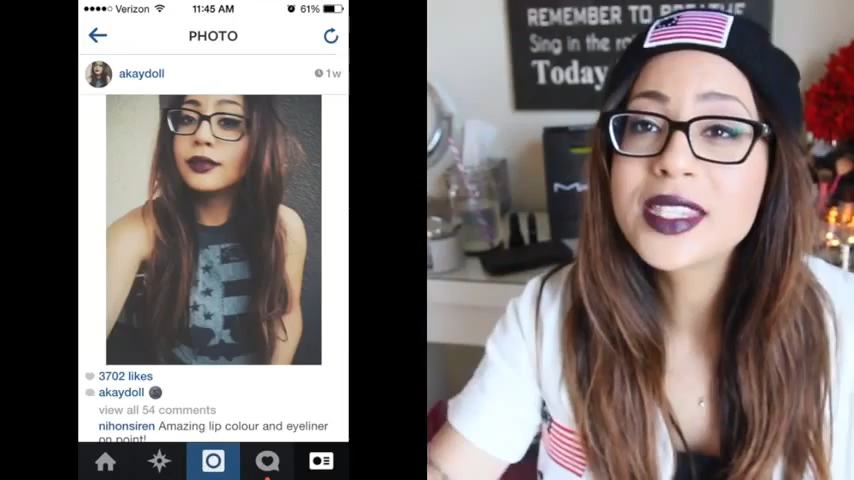 Verizon 11:45 AM 61%
PHOTO
akaydoll 1w
3702 likes
akaydoll
view all 54 comments
nihonsiren Amazing lip colour and eyeliner
on point!
REMEMBER TO BREATHE
Sing in the
Today
MAC